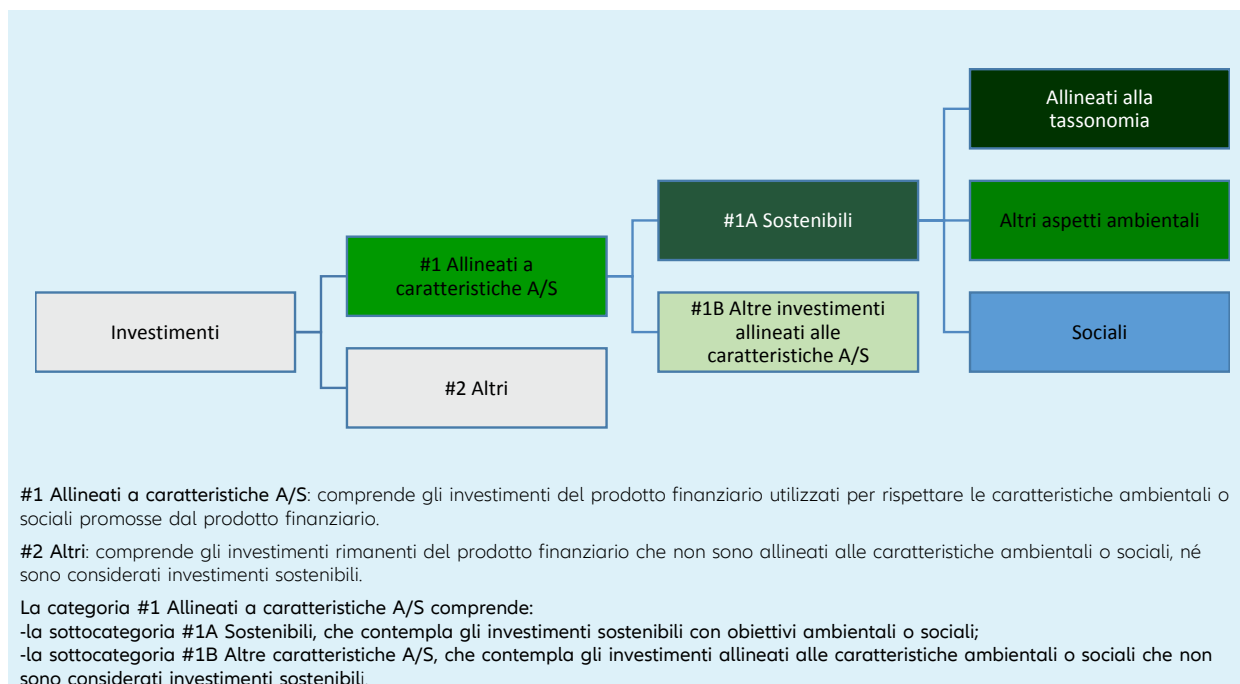 Allineati alla
tassonomia
#1A Sostenibili
Altri aspetti ambientali
#1 Allineati a
caratteristiche A/S
#1B Altre investimenti
allineati alle
caratteristiche A/S
Investimenti
Sociali
#2 Altri
#1 Allineati a caratteristiche A/S: comprende gli investimenti del prodotto finanziario utilizzati per rispettare le caratteristiche ambientali o
sociali promosse dal prodotto finanziario.
#2 Altri: comprende gli investimenti rimanenti del prodotto finanziario che non sono allineati alle caratteristiche ambientali o sociali, né
sono considerati investimenti sostenibili.
La categoria #1 Allineati a caratteristiche A/S comprende:
-la sottocategoria #1A Sostenibili, che contempla gli investimenti sostenibili con obiettivi ambientali o sociali;
-la sottocategoria #1B Altre caratteristiche A/S, che contempla gli investimenti allineati alle caratteristiche ambientali o sociali che non
sono considerati investimenti sostenibili.